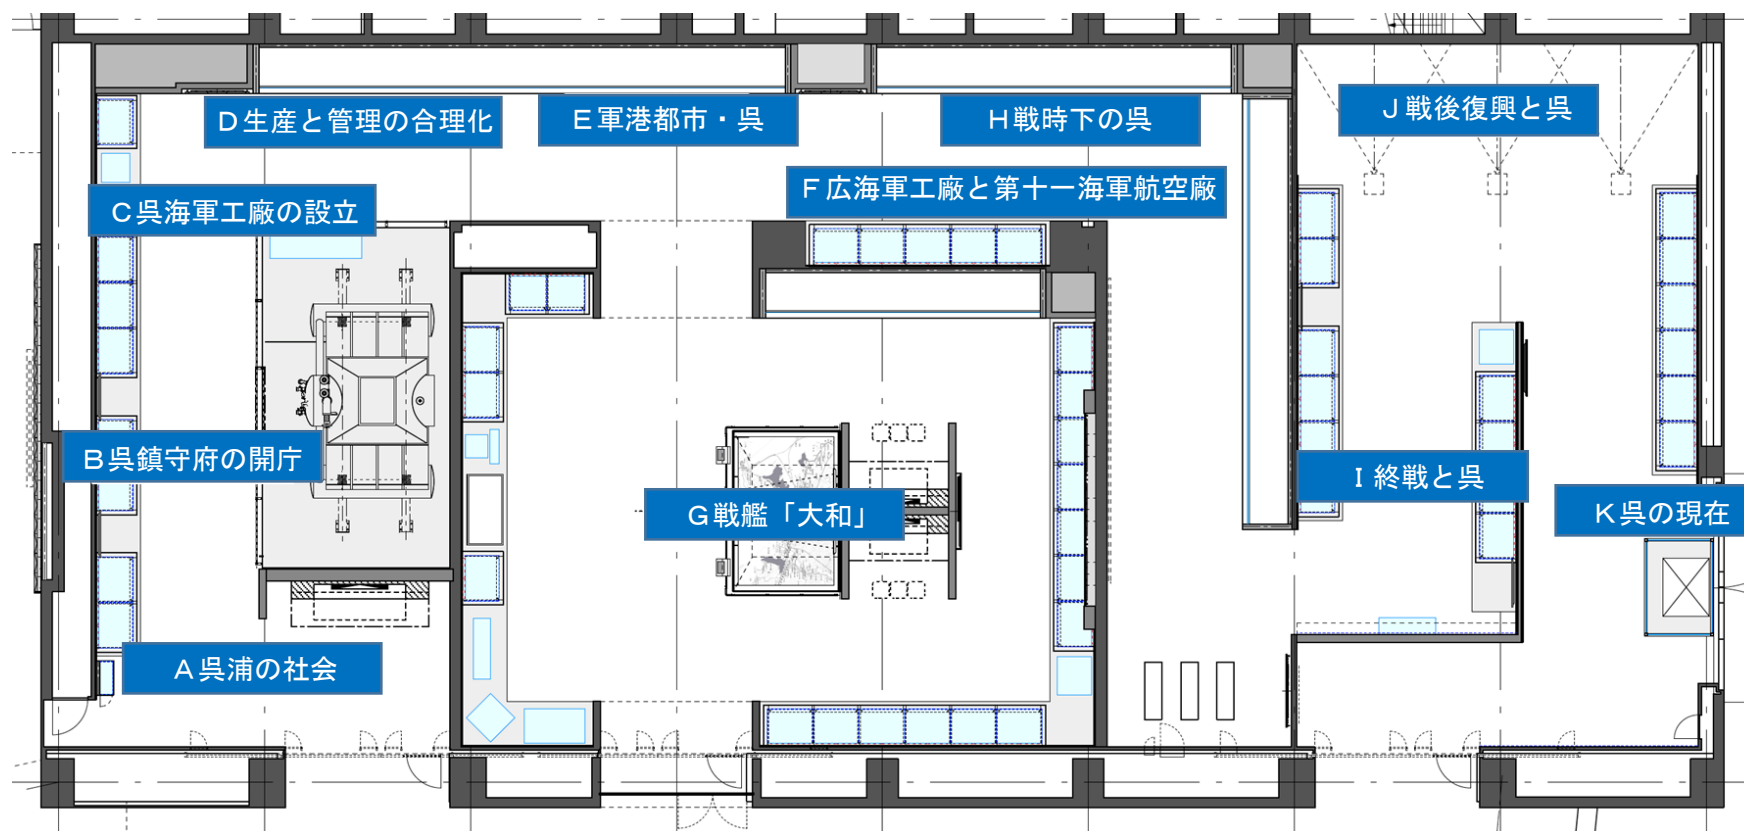 D生産と管理の合理化
E軍港都市・呉
H戦時下の呉
J戦後復興と呉
C呉海軍工廠の設立
F広海軍工廠と第十一海軍航空廠
B呉鎮守府の開庁
G戦艦「大和」
I終戦と呉
K呉の現在
A呉浦の社会